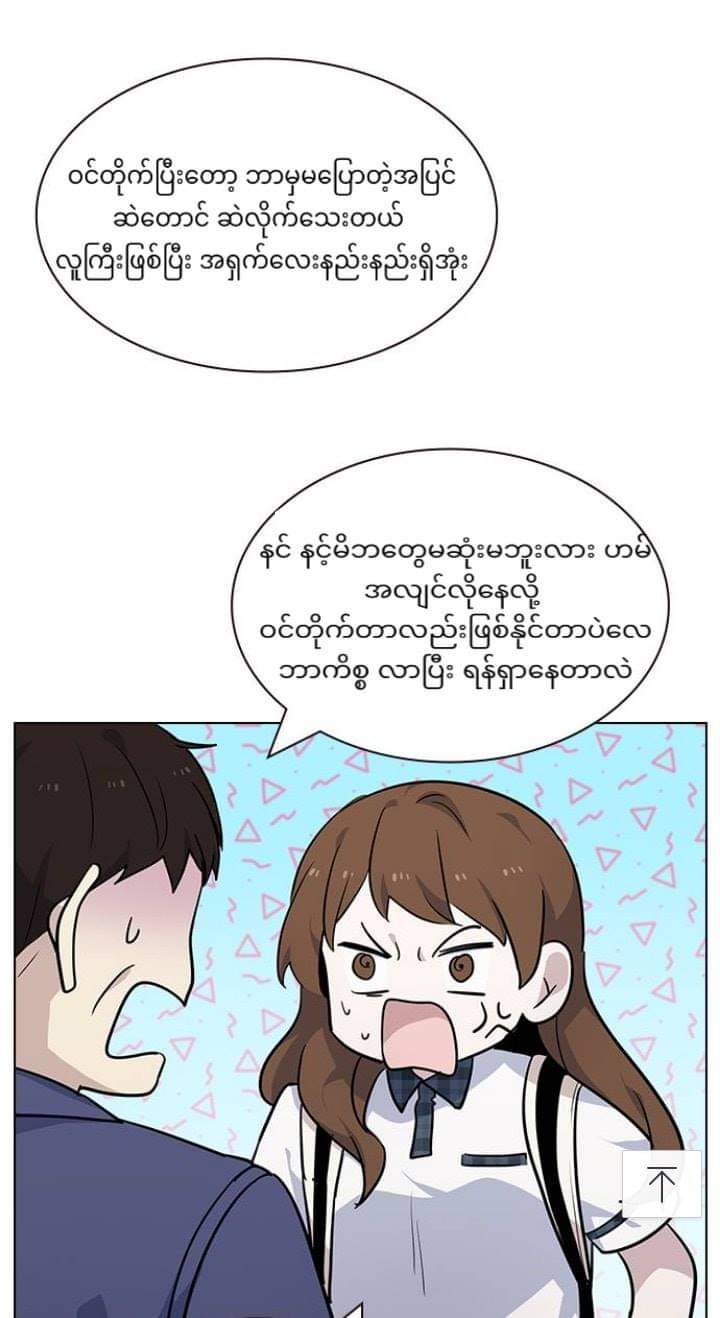 ဝင်တိုက်ပြီးတော့ ဘာမှမပြောတဲ့အပြင်
ဆဲတောင် ဆဲလိုက်သေးတယ်
လူကြီးဖြစ်ပြီး အရှက်လေးနည်းနည်းရှိအုံး
နင် နင့်မိဘတွေမဆုံးမဘူးလား ဟမ်
အလျင်လိုနေလို့
ဝင်တိုက်တာလည်းဖြစ်နိုင်တာပဲလေ
ဘာကိစ္စ လာပြီး ရန်ရှာနေတာလဲ